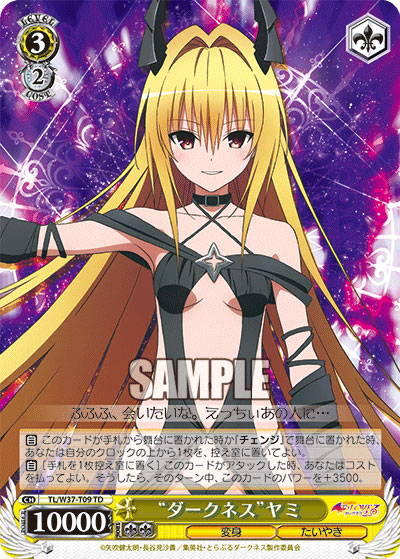 LEVEL
3
2
COST
SAMPLE
ふふふ、会いたいな。えっちぃあの人に…
自 このカードが手札から舞台に置かれた時か「チェンジ」で舞台に置かれた時、
あなたは自分のクロックの上から1枚を、控え室に置いてよい。
自 [手札を1枚控え室に置く] このカードがアタックした時、あなたはコスト
を払ってよい。そうしたら、そのターン中、このカードのパワーを+3500。
CH TL/W37-T09 TD
10000
“ダークネス”ヤミ
変身
たいやき
©矢吹健太朗・長谷見沙貴/集英社・とらぶるダークネス製作委員会